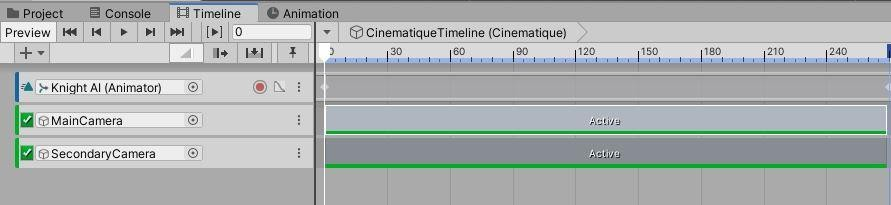 Project Console Timeline Animation
Preview 0 CinematiqueTimeline (Cinematique)
0 30 60 90 120 150 180 210 240
Knight AI (Animator)
MainCamera Active
SecondaryCamera Active